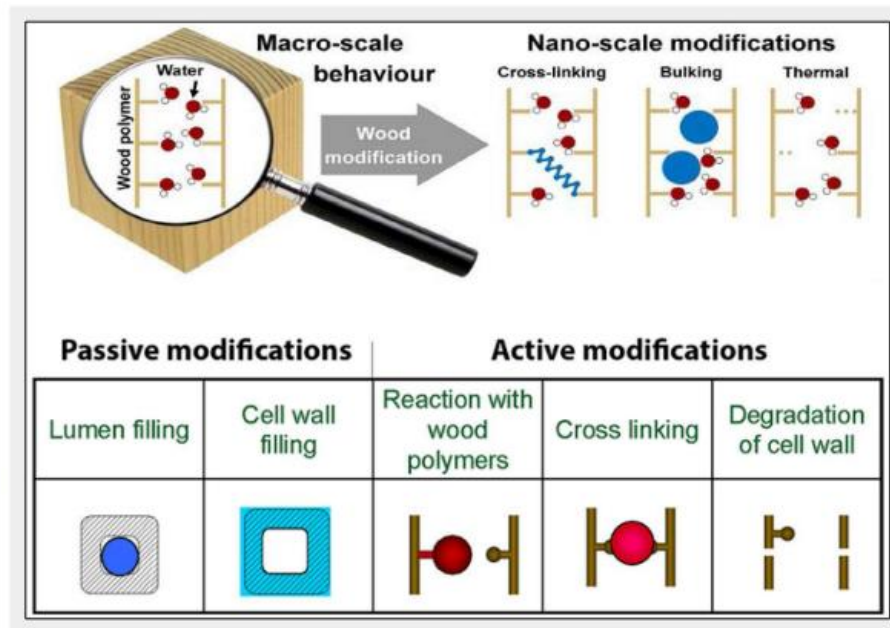 Macro-scale
behaviour
Water
Wood polymer
Wood
modification
Nano-scale modifications
Cross-linking
Bulking
Thermal
Passive modifications
Active modifications
Lumen filling
Cell wall
filling
Reaction with
wood
polymers
Cross linking
Degradation
of cell wall